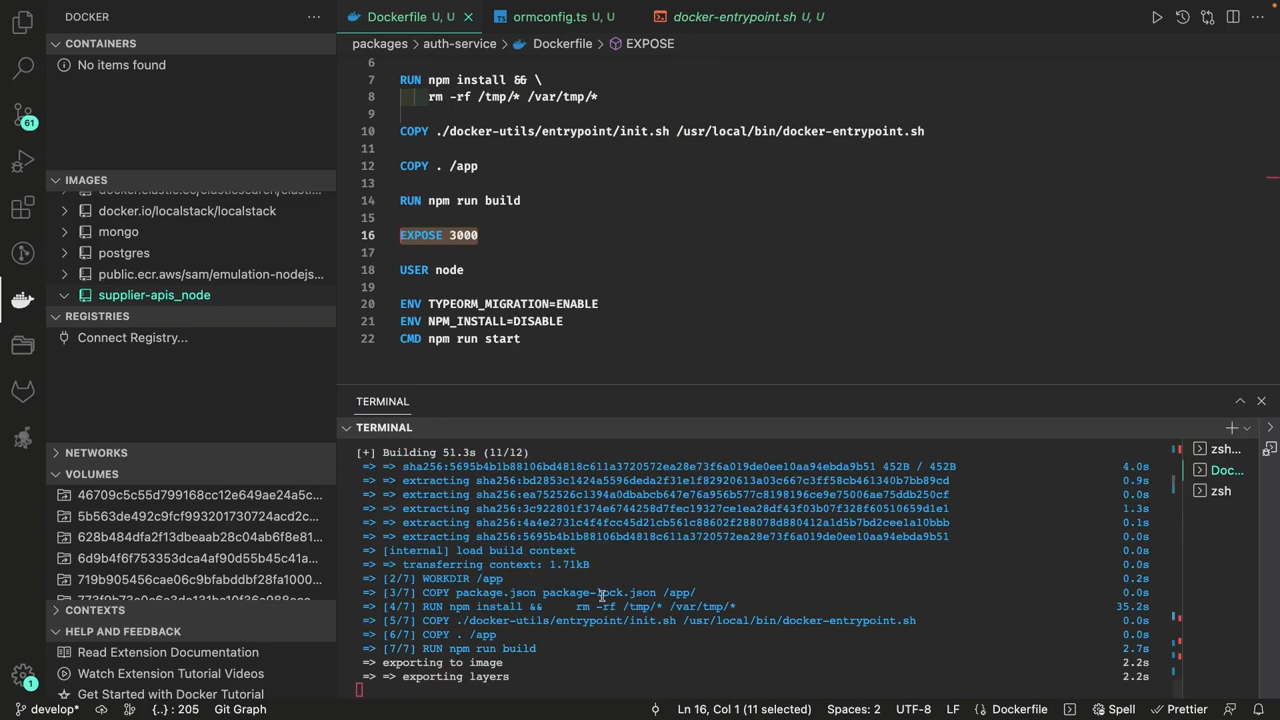 DOCKER
Dockerfile U, U
ormconfig.ts U, U
docker-entrypoint.sh U, U
CONTAINERS
No items found
packages > auth-service > Dockerfile > EXPOSE
6
7 RUN npm install && \
8 rm -rf /tmp/* /var/tmp/*
9
10 COPY ./docker-utils/entrypoint/init.sh /usr/local/bin/docker-entrypoint.sh
11
12 COPY . /app
13
14 RUN npm run build
15
16 EXPOSE 3000
17
18 USER node
19
20 ENV TYPEORM_MIGRATION=ENABLE
21 ENV NPM_INSTALL=DISABLE
22 CMD npm run start
61
IMAGES
docker.elastic.co/elasticsearch/elasti...
docker.io/localstack/localstack
mongo
postgres
public.ecr.aws/sam/emulation-nodejs...
supplier-apis_node
REGISTRIES
Connect Registry...
NETWORKS
VOLUMES
46709c5c55d799168cc12e649ae24a5c...
5b563de492c9fcf993201730724acd2c...
628b484dfa2f13dbeaab28c04ab6f8e1...
6d9b4f6f753353dca4af90d55b45c41a...
719bb905456cae06c9bfabddbf28fa1000...
CONTEXTS
HELP AND FEEDBACK
Read Extension Documentation
Watch Extension Tutorial Videos
Get Started with Docker Tutorial
1
TERMINAL
TERMINAL
[+] Building 51.3s (11/12)
=> => sha256:5695b4b1b88106bd4818c611a3720572ea28e73f6a019de0ee10aa94ebda9b51 452B / 452B 4.0s
=> => extracting sha256:bd2853c1424a5596deda2f31e1f82920613a03c667c3ff58cb461340b7bb89cd 0.9s
=> => extracting sha256:ea752526c1394a0dbabcb647e76a956b577c8198196ce9e75006ae75ddb250cf 0.0s
=> => extracting sha256:3c922801f374e6744258d7fec19327ce1ea28df43f03b07f328f60510659d1e1 1.3s
=> => extracting sha256:4a4e2731c4f4fcc45d21cb561c88602f288078d880412a1d5b7bd2cee1a10bbb 0.1s
=> => extracting sha256:5695b4b1b88106bd4818c611a3720572ea28e73f6a019de0ee10aa94ebda9b51 0.0s
=> [internal] load build context 0.0s
=> => transferring context: 1.71kB 0.0s
=> [2/7] WORKDIR /app 0.2s
=> [3/7] COPY package.json package-lock.json /app/ 0.0s
=> [4/7] RUN npm install && rm -rf /tmp/* /var/tmp/* 35.2s
=> [5/7] COPY ./docker-utils/entrypoint/init.sh /usr/local/bin/docker-entrypoint.sh 0.0s
=> [6/7] COPY . /app 0.0s
=> [7/7] RUN npm run build 2.7s
=> exporting to image 2.2s
=> => exporting layers 2.2s
zsh...
Doc...
zsh
develop*
{..} : 205
Git Graph
Ln 16, Col 1 (11 selected)
Spaces: 2
UTF-8
LF
Dockerfile
Spell
Prettier